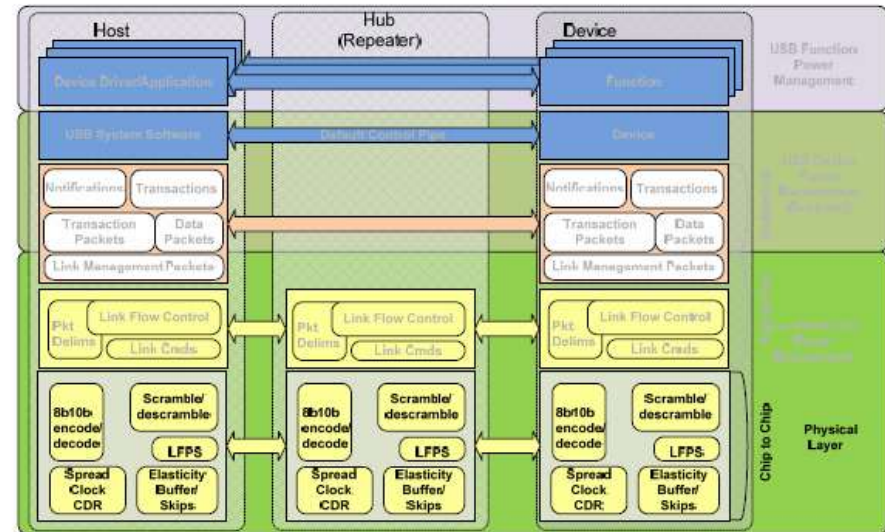 Host
Hub
(Repeater)
Device
USB Function
Power
Management
Device Driver/Application
Function
USB System Software
Default Control Pipe
Device
Notifications
Transactions
Transaction
Packets
Data
Packets
Link Management Packets
Notifications
Transactions
Transaction
Packets
Data
Packets
Link Management Packets
Pkt
Delims
Link Flow Control
Link Cmds
Pkt
Delims
Link Flow Control
Link Cmds
Pkt
Delims
Link Flow Control
Link Cmds
8b10b
encode/
decode
Scramble/
descramble
LFPS
Spread
Clock
CDR
Elasticity
Buffer/
Skips
8b10b
encode/
decode
Scramble/
descramble
LFPS
Spread
Clock
CDR
Elasticity
Buffer/
Skips
8b10b
encode/
decode
Scramble/
descramble
LFPS
Spread
Clock
CDR
Elasticity
Buffer/
Skips
Chip to Chip
Physical
Layer